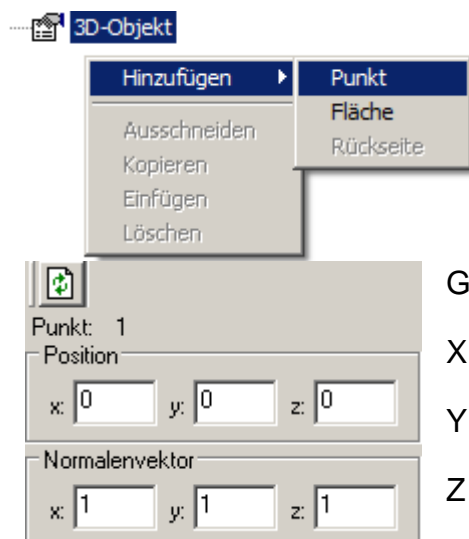 3D-Objekt
Hinzufügen Punkt
Fläche
Ausschneiden Rückseite
Kopieren
Einfügen
Löschen
G
Punkt: 1
Position
X
x: 0 y: 0 z: 0
Y
Normalenvektor
Z
x: 1 y: 1 z: 1